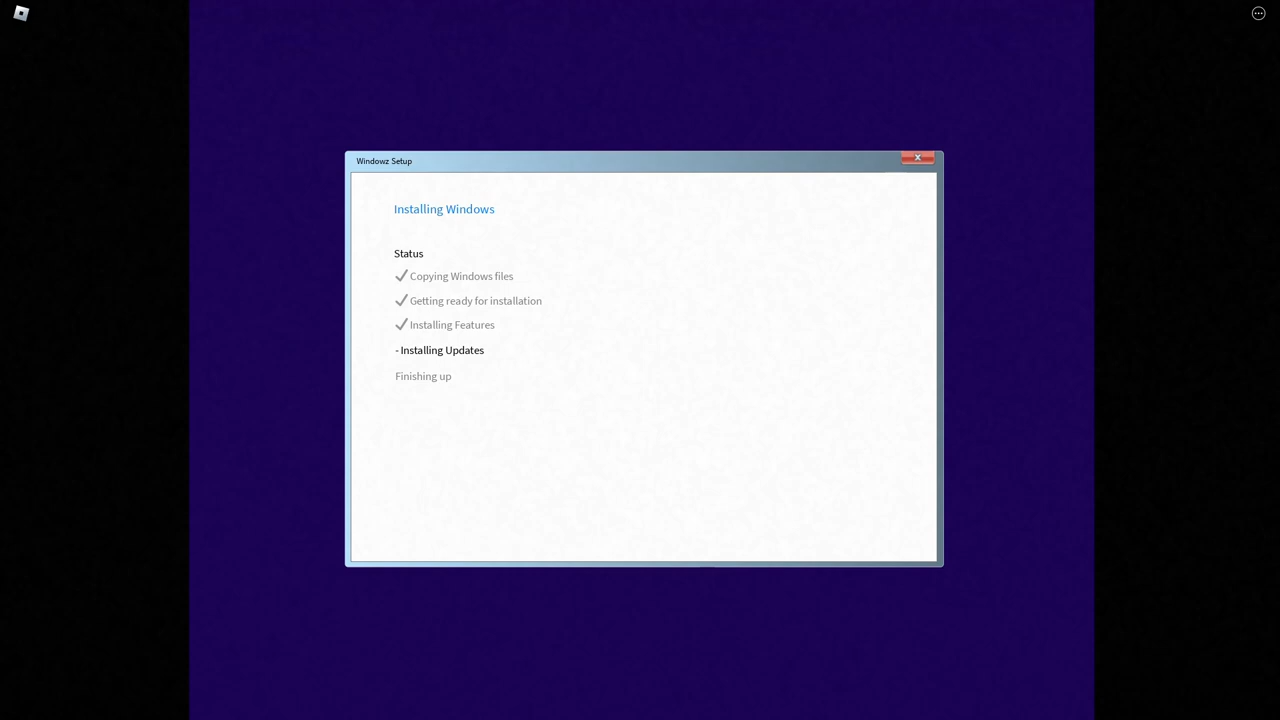 Windowz Setup
Installing Windows
Status
Copying Windows files
Getting ready for installation
Installing Features
- Installing Updates
Finishing up